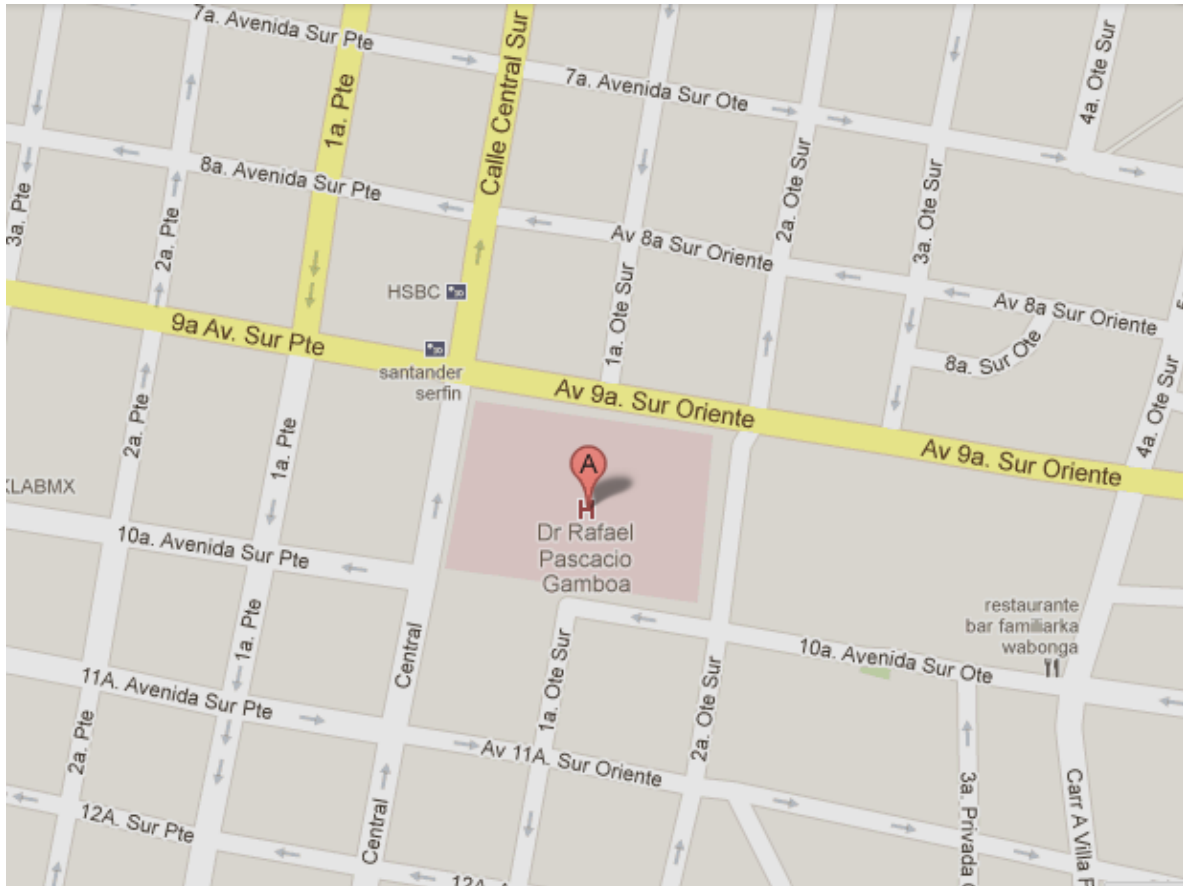 7a. Avenida Sur Pte
7a. Avenida Sur Ote
1a. Pte
Calle Central Sur
4a. Ote Sur
8a. Avenida Sur Pte
Av 8a Sur Oriente
2a. Ote Sur
3a. Ote Sur
3a. Pte
2a. Pte
HSBC
1a. Ote Sur
Av 8a Sur Oriente
8a. Sur Ote
9a Av. Sur Pte
santander
serfin
Av 9a. Sur Oriente
4a. Ote Sur
2a. Pte
1a. Pte
Av 9a. Sur Oriente
A
H
Dr Rafael
Pascacio
Gamboa
10a. Avenida Sur Pte
restaurante
bar familiarka
wabonga
1a. Pte
Central
1a. Ote Sur
10a. Avenida Sur Ote
11A. Avenida Sur Pte
2a. Ote Sur
2a. Pte
Av 11A. Sur Oriente
3a. Privada
Carr A Villa
12A. Sur Pte
Central
12A